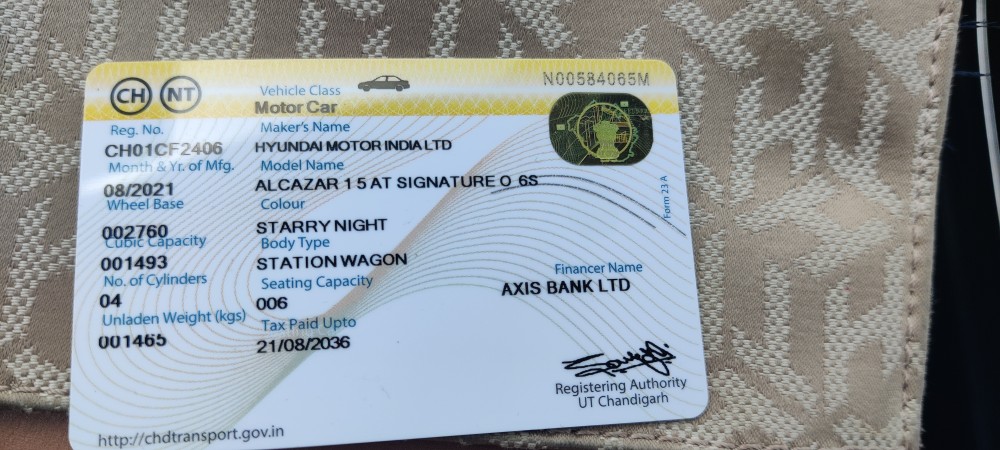 CH NT
N00584065M
Vehicle Class
Motor Car
Reg. No.
CH01CF2406
Maker's Name
HYUNDAI MOTOR INDIA LTD
Month & Yr. of Mfg.
08/2021
Model Name
ALCAZAR 1 5 AT SIGNATURE O 6S
Wheel Base
002760
Colour
STARRY NIGHT
Cubic Capacity
001493
Body Type
STATION WAGON
No. of Cylinders
04
Seating Capacity
006
Unladen Weight (kgs)
001465
Tax Paid Upto
21/08/2036
Form 23 A
Financer Name
AXIS BANK LTD
Registering Authority
UT Chandigarh
http://chdtransport.gov.in